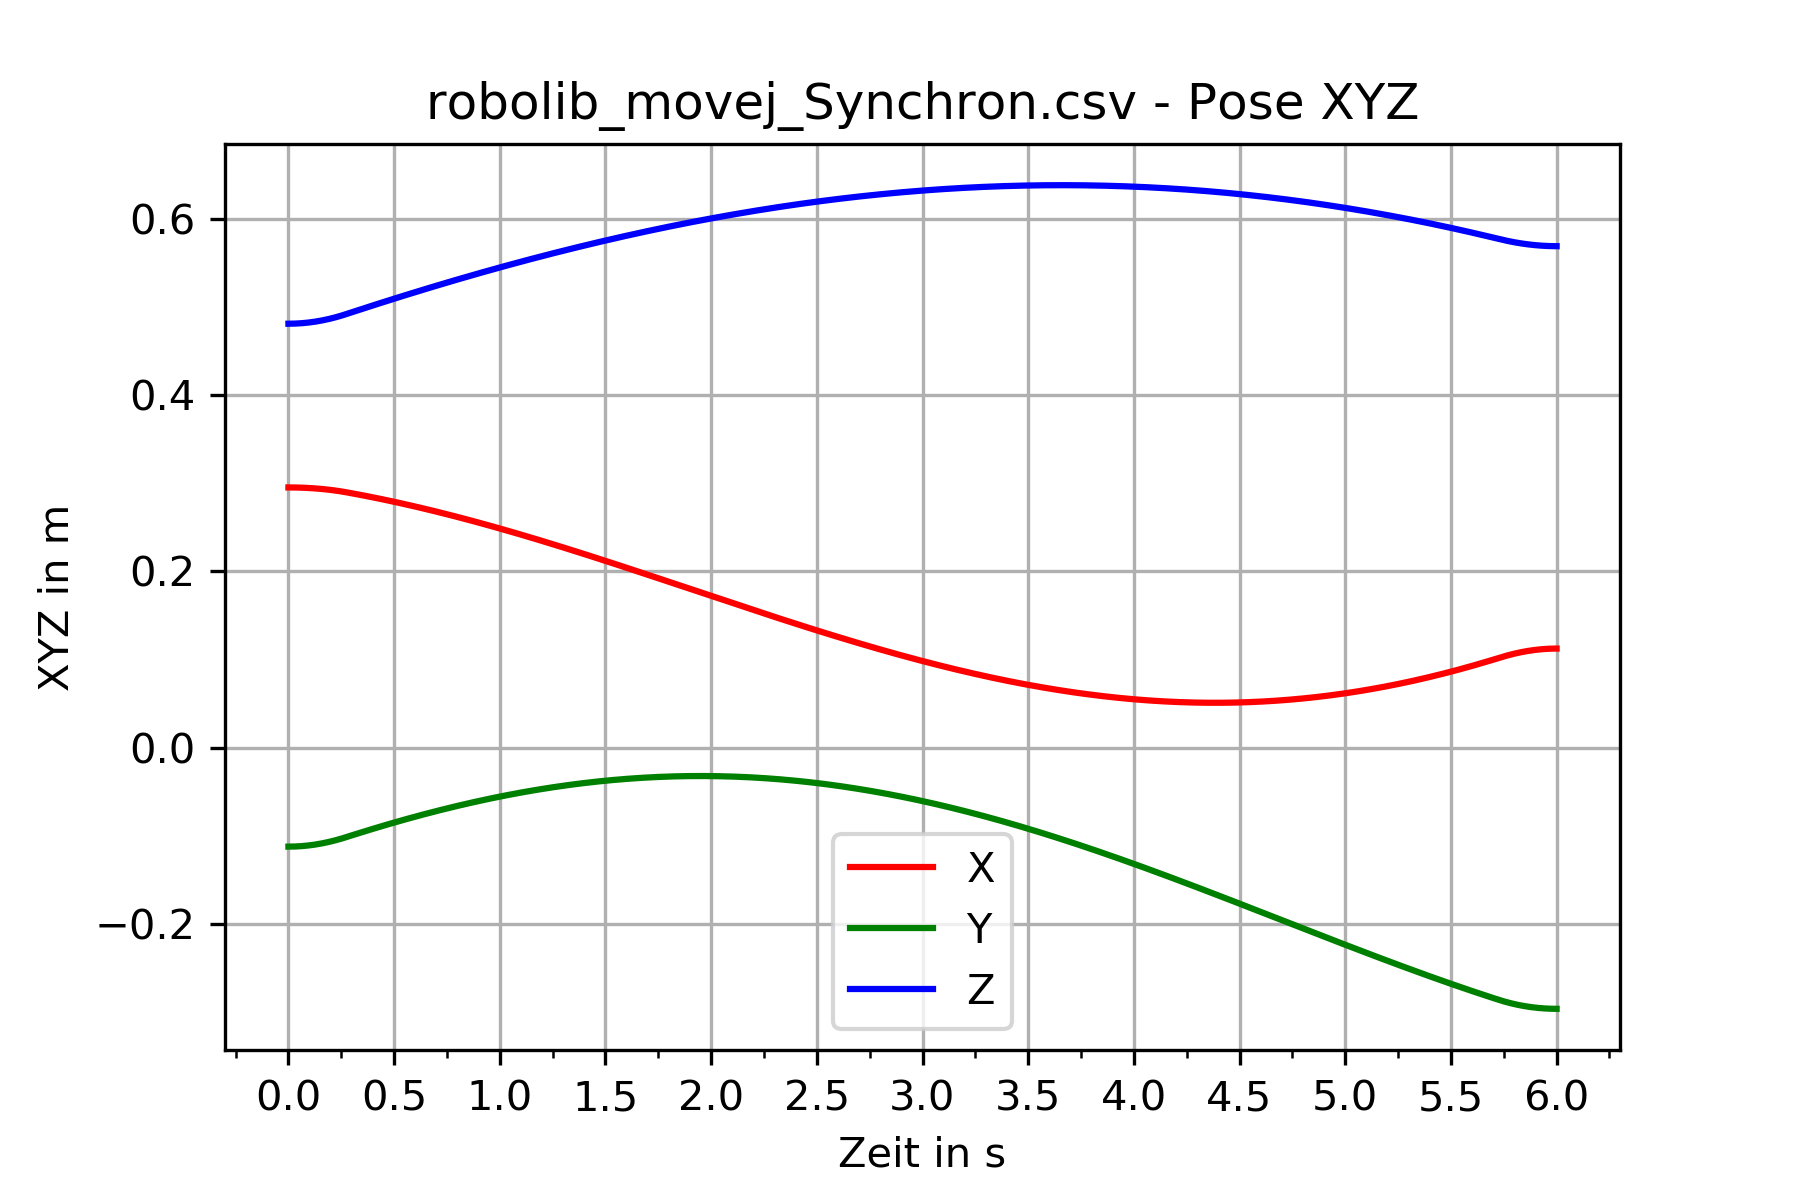 robolib_movej_Synchron.csv - Pose XYZ
XYZ in m
0.6
0.4
0.2
0.0
−0.2
X
Y
Z
0.0 0.5 1.0 1.5 2.0 2.5 3.0 3.5 4.0 4.5 5.0 5.5 6.0
Zeit in s